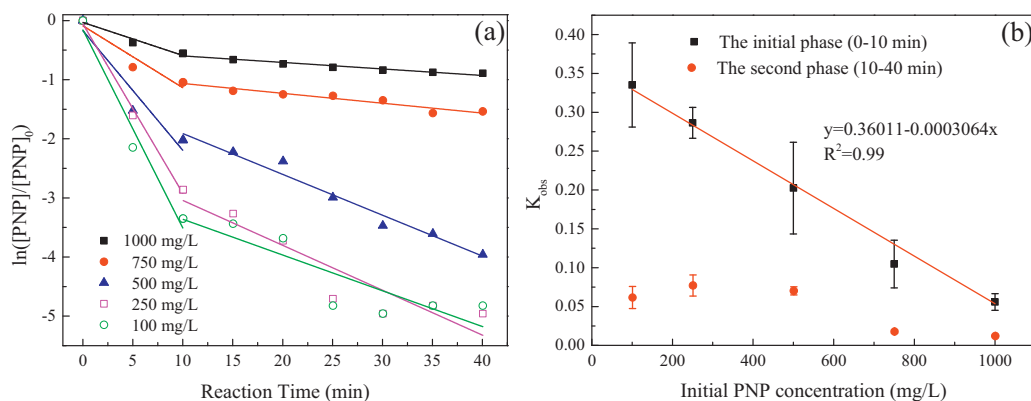 (a)
0
-1
-2
-3
-4
-5
ln([PNP]/[PNP]₀)
1000 mg/L
750 mg/L
500 mg/L
250 mg/L
100 mg/L
0 5 10 15 20 25 30 35 40
Reaction Time (min)
(b)
0.40
0.35
0.30
0.25
0.20
0.15
0.10
0.05
0.00
K_obs
The initial phase (0-10 min)
The second phase (10-40 min)
y=0.36011-0.0003064x
R²=0.99
0 200 400 600 800 1000
Initial PNP concentration (mg/L)